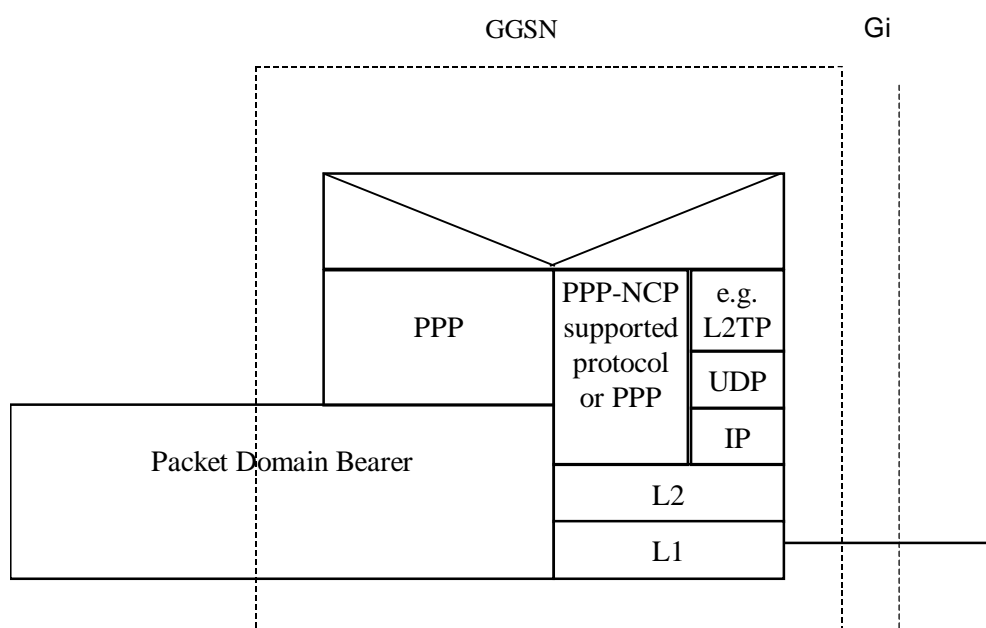 GGSN
Gi
PPP
PPP-NCP
supported
protocol
or PPP
e.g.
L2TP
UDP
IP
Packet Domain Bearer
L2
L1